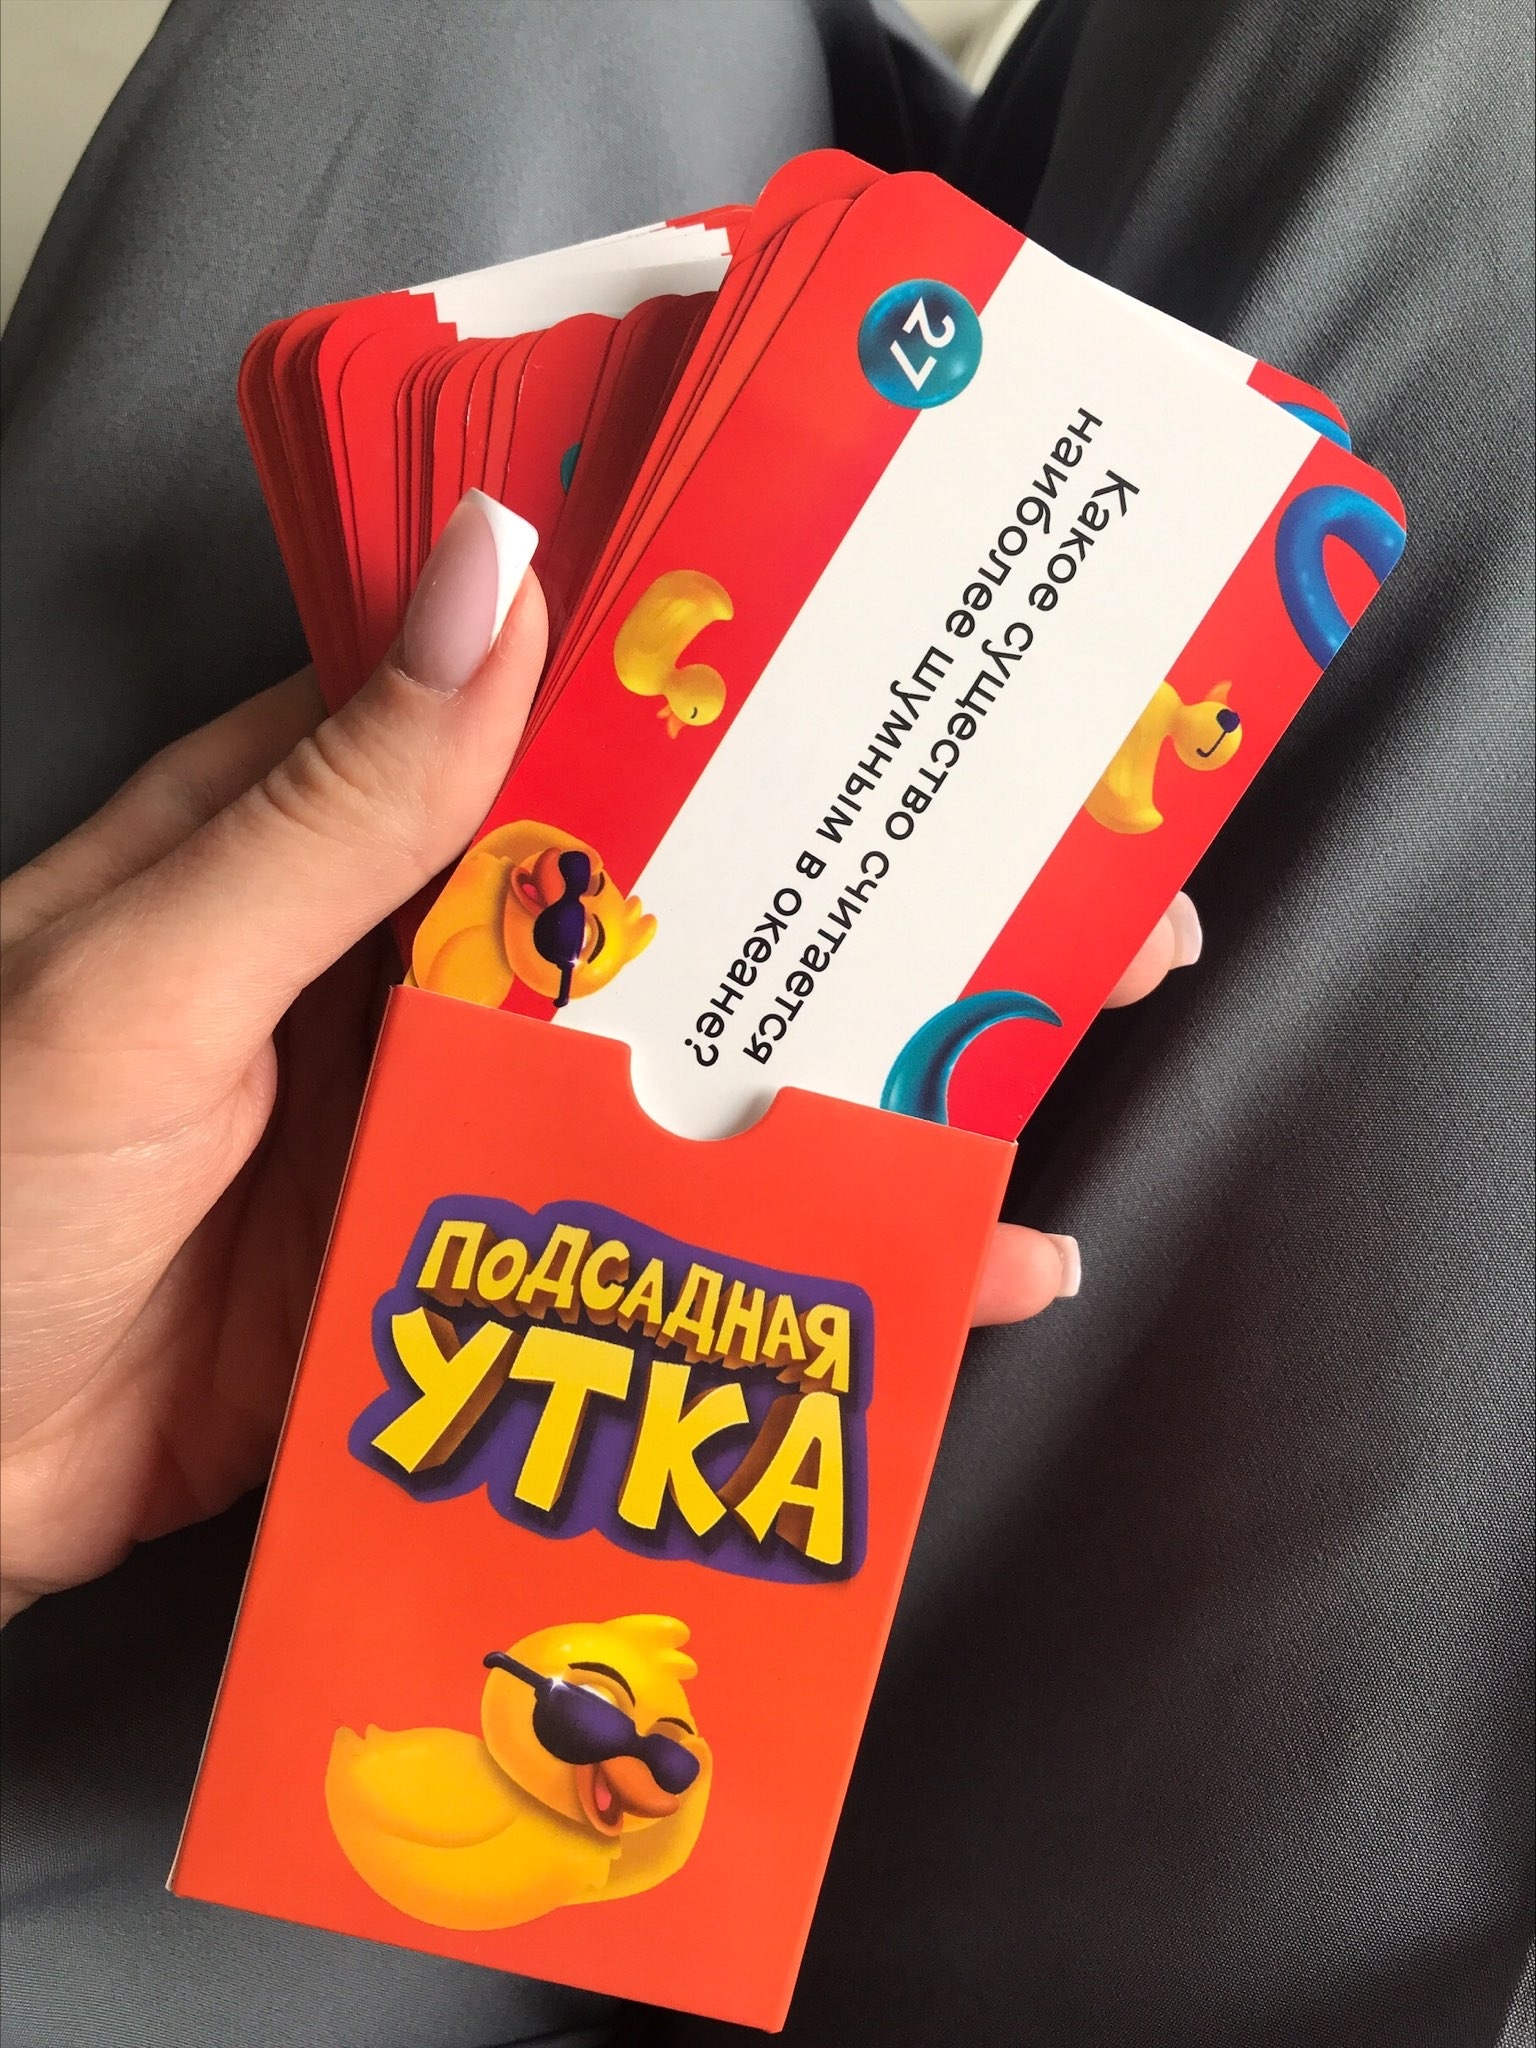 27
Какое существо считается
наиболее шумным в океане?
ПОДСАДНАЯ
УТКА